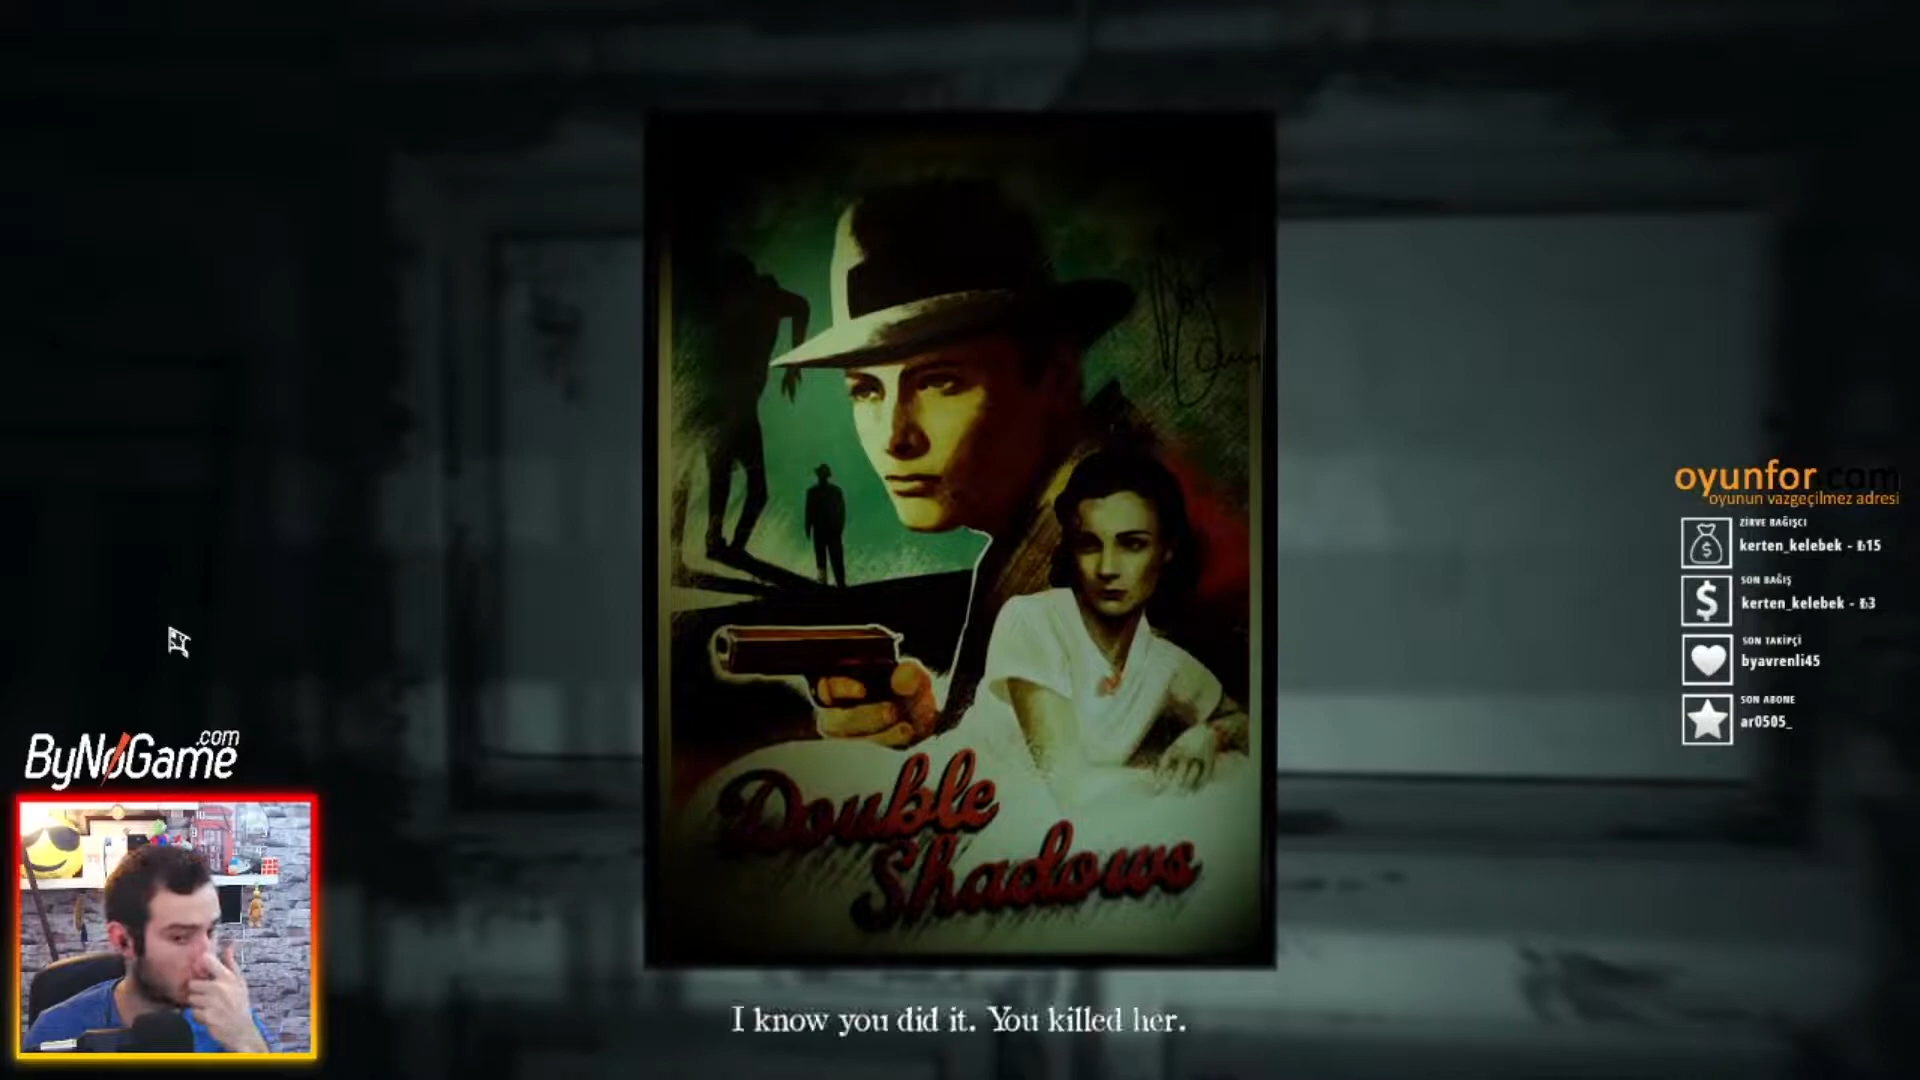 Double
Shadows
I know you did it. You killed her.
oyunfor.com
oyunun vazgeçilmez adresi
ZİRVE BAĞIŞCI
kerten_kelebek - ₺15
SON BAĞIŞ
kerten_kelebek - ₺3
SON TAKİPÇİ
byavrenli45
SON ABONE
ar0505_
ByNoGame.com